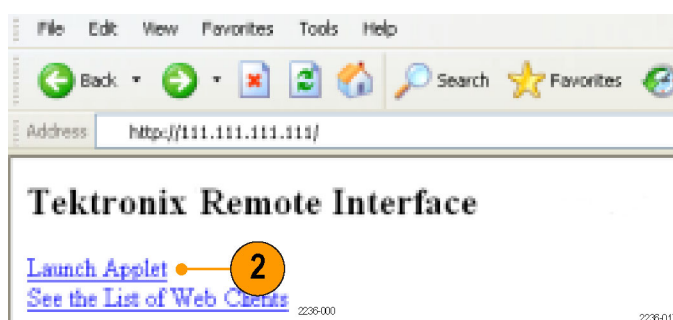 File Edit View Favorites Tools Help
Back Search Favorites
Address http://111.111.111.111/
Tektronix Remote Interface
Launch Applet 2
See the List of Web Clients
2236-000